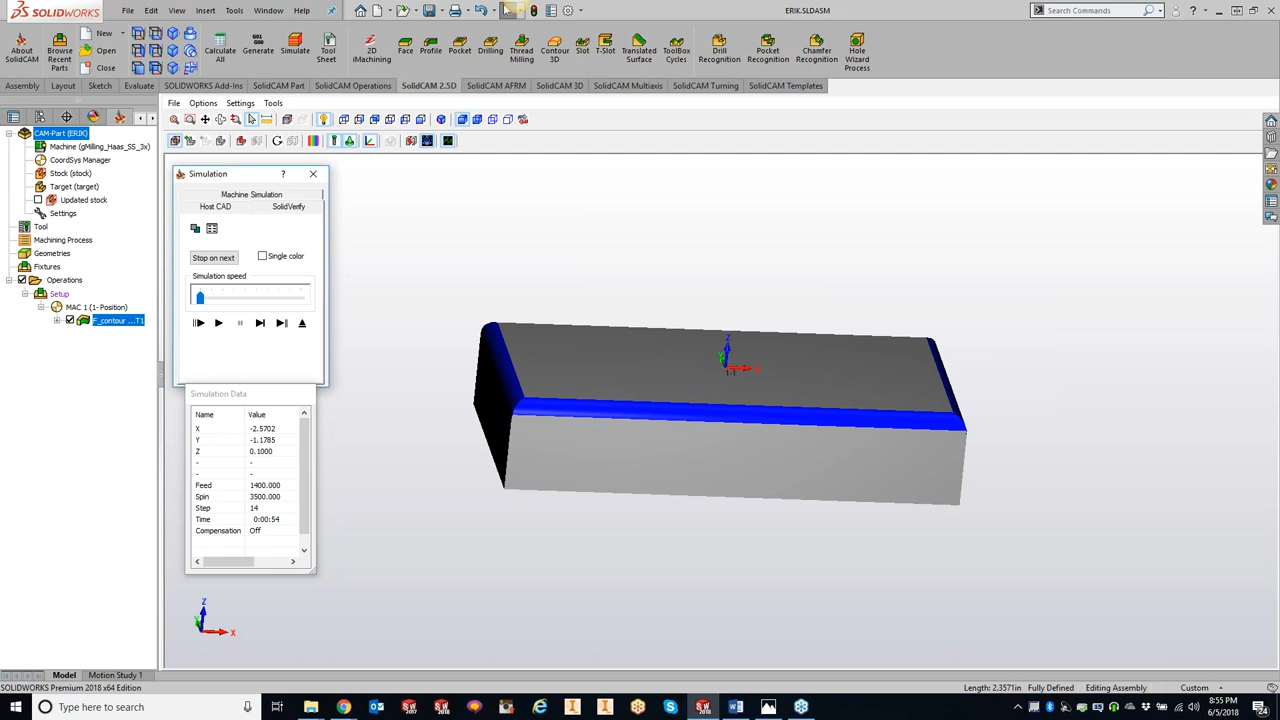 SOLIDWORKS File Edit View Insert Tools Window Help ERIK.SLDASM Search Commands
About SolidCAM Browse Recent Parts New Open Close Calculate All Generate Simulate Tool Sheet 2D iMachining Face Profile Pocket Drilling Thread Milling Contour 3D Slot T-Slot Translated Surface ToolBox Cycles Drill Recognition Pocket Recognition Chamfer Recognition Hole Wizard Process
G01 G00
Assembly Layout Sketch Evaluate SOLIDWORKS Add-Ins SolidCAM Part SolidCAM Operations SolidCAM 2.5D SolidCAM AFRM SolidCAM 3D SolidCAM Multiaxis SolidCAM Turning SolidCAM Templates
File Options Settings Tools
CAM-Part (ERIK)
Machine (gMilling_Haas_SS_3x)
CoordSys Manager
Stock (stock)
Target (target)
Updated stock
Settings
Tool
Machining Process
Geometries
Fixtures
Operations
Setup
MAC 1 (1- Position)
F_contour ...T1
Simulation ?
Machine Simulation
Host CAD SolidVerify
Stop on next Single color
Simulation speed
Simulation Data
Name Value
X -2.5702
Y -1.1785
Z 0.1000
- -
- -
Feed 1400.000
Spin 3500.000
Step 14
Time 0:00:54
Compensation Off
Z
X
1-1
Z
X
Model Motion Study 1
SOLIDWORKS Premium 2018 x64 Edition Length: 2.3571in Fully Defined Editing Assembly Custom
Type here to search 2017 2018 8:55 PM
6/5/2018